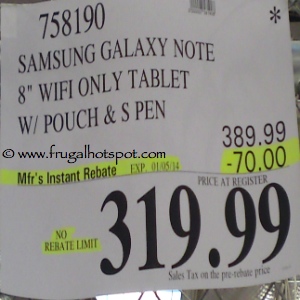 758190
*
SAMSUNG GALAXY NOTE
8" WIFI ONLY TABLET
W/ POUCH & S PEN
389.99
© www.frugalhotspot.com
-70.00
Mfr's Instant Rebate EXP. 01/05/14
PRICE AT REGISTER
NO
REBATE LIMIT
319.99
Sales Tax on the pre-rebate price